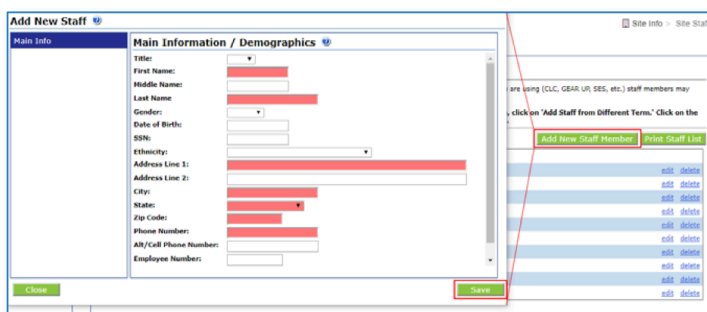 Add New Staff
Site Info > Site Staf
Main Info
Main Information / Demographics
Title:
First Name:
Middle Name:
Last Name
Gender:
Date of Birth:
SSN:
Ethnicity:
Address Line 1:
Address Line 2:
City:
State:
Zip Code:
Phone Number:
Alt/Cell Phone Number:
Employee Number:
Close
Save
are using (CLC, GEAR UP, SES, etc.) staff members may
, click on 'Add Staff from Different Term.' Click on the
Add New Staff Member Print Staff List
edit delete
edit delete
edit delete
edit delete
edit delete
edit delete
edit delete
edit delete
edit delete
edit delete